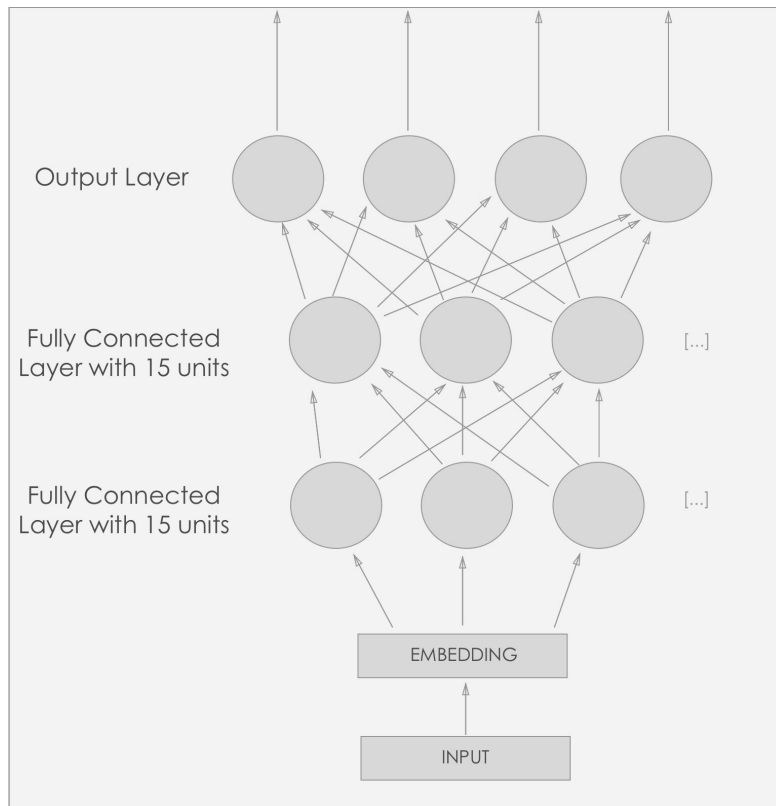 Output Layer
Fully Connected
Layer with 15 units
[...]
Fully Connected
Layer with 15 units
[...]
EMBEDDING
INPUT